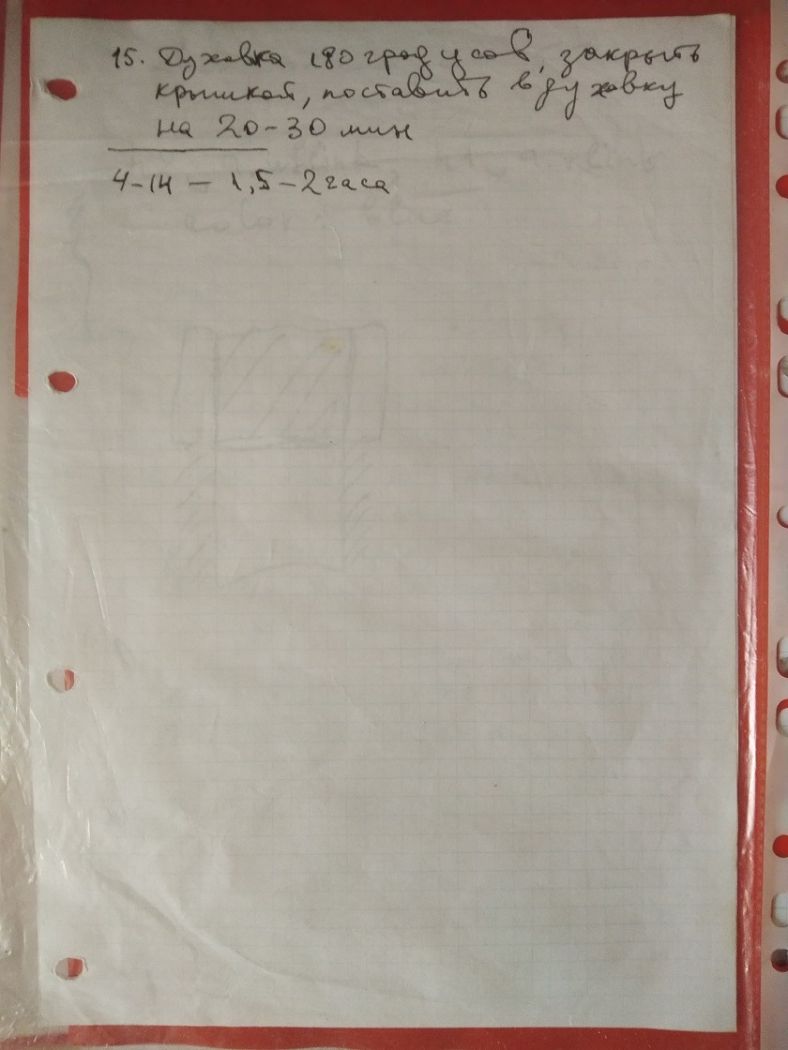 15. Духовка 180 градусов, закрыть
крышкой, поставить в духовку
на 20-30 мин
4-14 - 1,5-2 часа